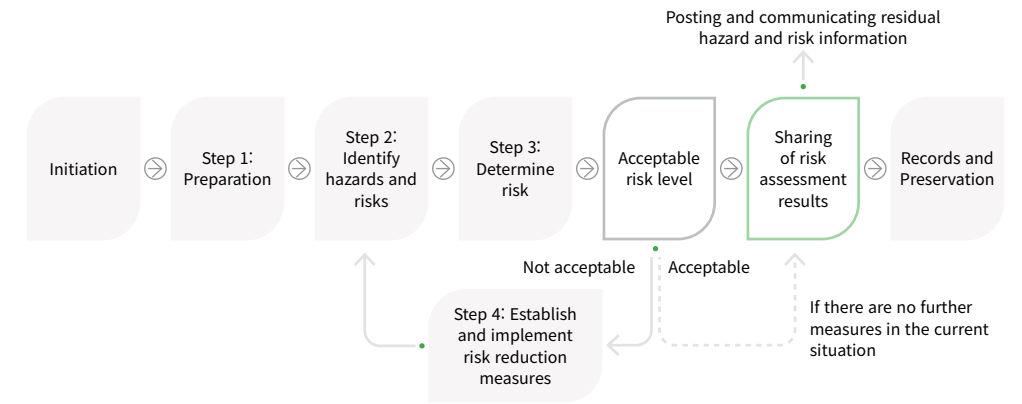 Posting and communicating residual
hazard and risk information
Initiation
Step 1:
Preparation
Step 2:
Identify
hazards and
risks
Step 3:
Determine
risk
Acceptable
risk level
Sharing
of risk
assessment
results
Records and
Preservation
Not acceptable
Acceptable
Step 4: Establish
and implement
risk reduction
measures
If there are no further
measures in the current
situation